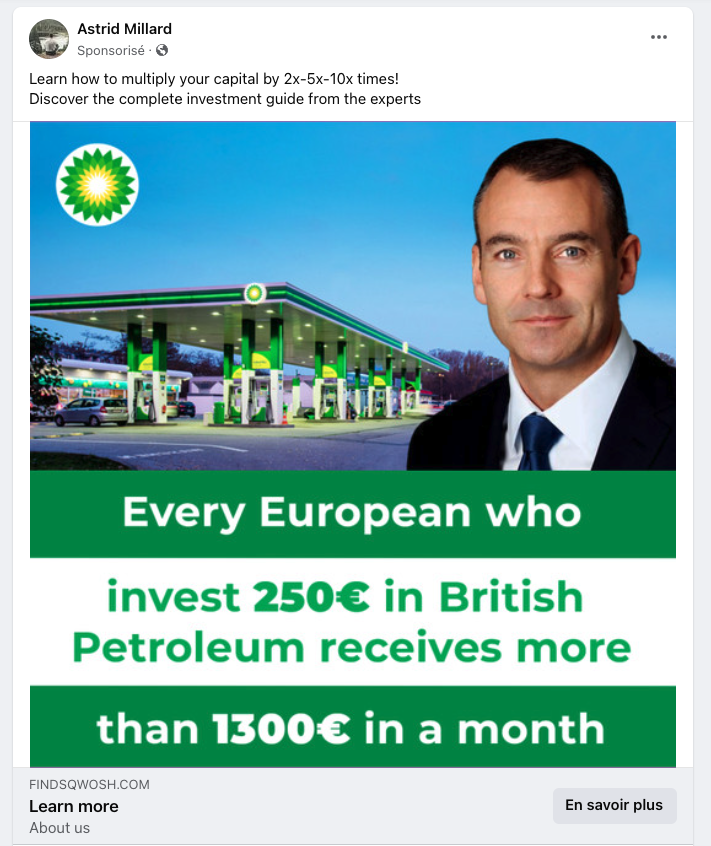 Astrid Millard
Sponsorisé ·
Learn how to multiply your capital by 2x-5x-10x times!
Discover the complete investment guide from the experts
Every European who
invest 250€ in British
Petroleum receives more
than 1300€ in a month
FINDSQWOSH.COM
Learn more
En savoir plus
About us